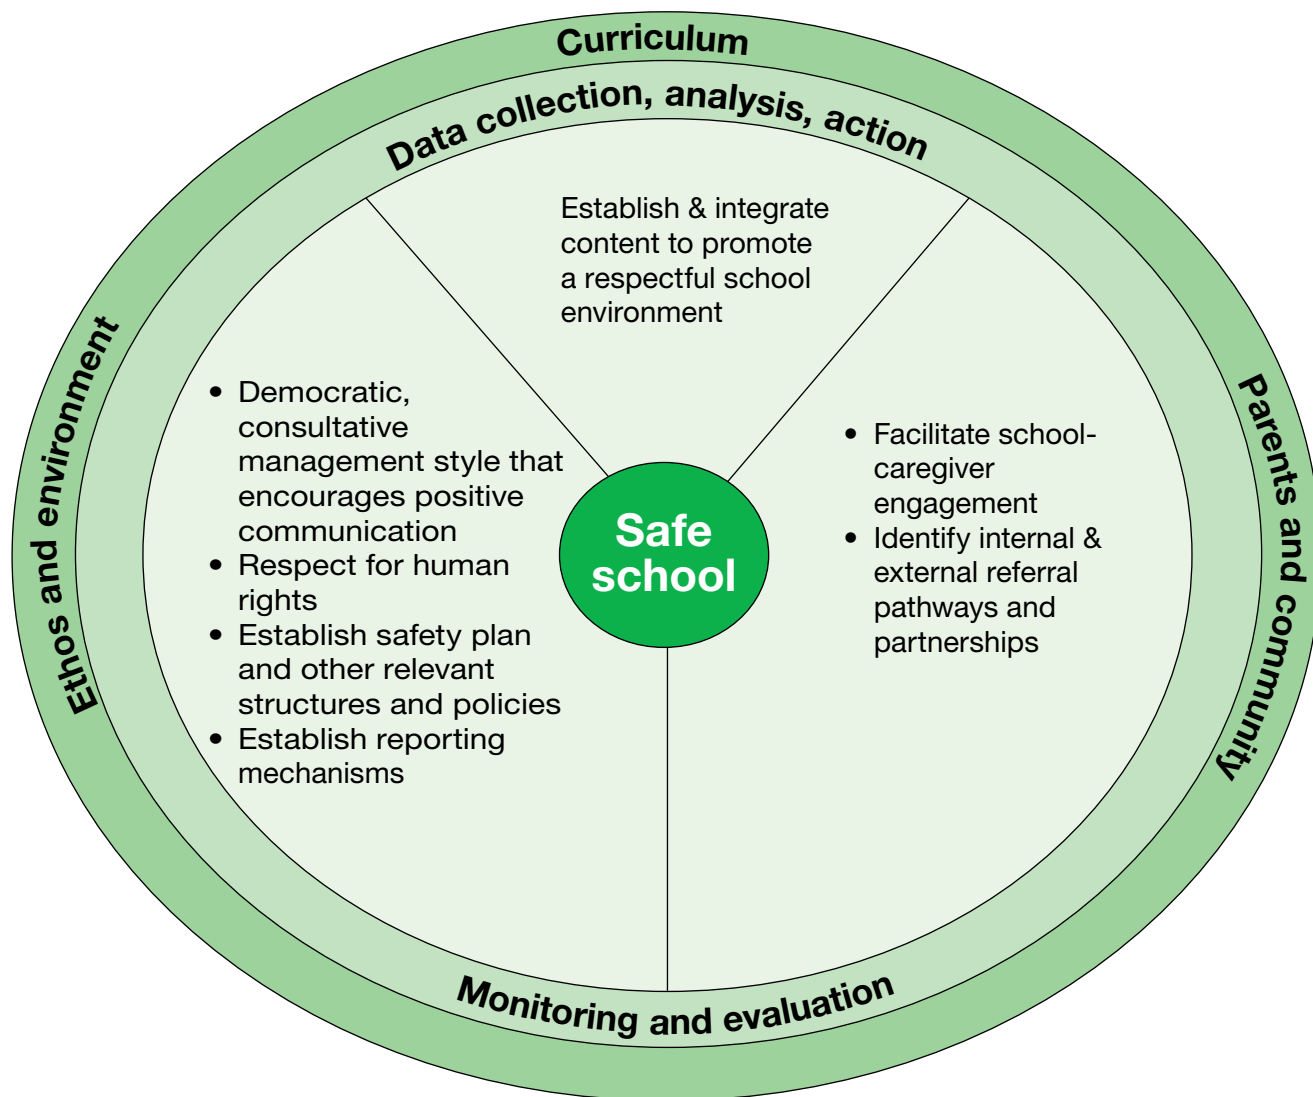 Curriculum
Data collection, analysis, action
Establish & integrate
content to promote
a respectful school
environment
Ethos and environment
• Democratic,
consultative
management style that
encourages positive
communication
• Respect for human
rights
• Establish safety plan
and other relevant
structures and policies
• Establish reporting
mechanisms
Safe
school
• Facilitate school-
caregiver
engagement
• Identify internal &
external referral
pathways and
partnerships
Parents and community
Monitoring and evaluation